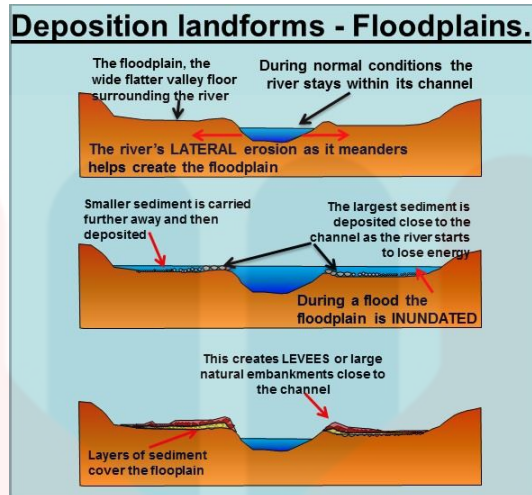 Deposition landforms - Floodplains.
The floodplain, the
wide flatter valley floor
surrounding the river
During normal conditions the
river stays within its channel
The river's LATERAL erosion as it meanders
helps create the floodplain
Smaller sediment is carried
further away and then
deposited
The largest sediment is
deposited close to the
channel as the river starts
to lose energy
During a flood the
floodplain is INUNDATED
This creates LEVEES or large
natural embankments close to
the channel
Layers of sediment
cover the flooplain